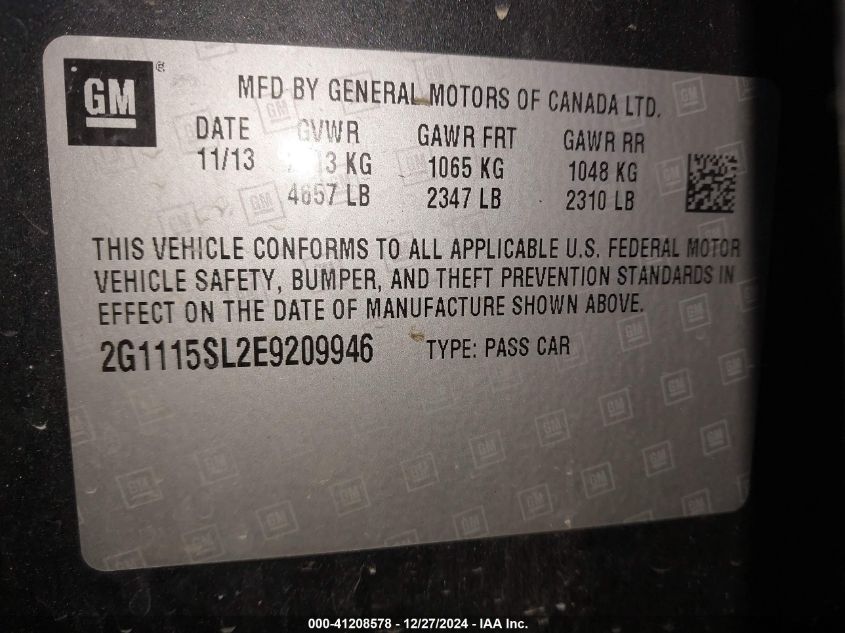 GM
MFD BY GENERAL MOTORS OF CANADA LTD.
DATE GVWR GAWR FRT GAWR RR
11/13 KG 1065 KG 1048 KG
4657 LB 2347 LB 2310 LB
THIS VEHICLE CONFORMS TO ALL APPLICABLE U.S. FEDERAL MOTOR
VEHICLE SAFETY, BUMPER, AND THEFT PREVENTION STANDARDS IN
EFFECT ON THE DATE OF MANUFACTURE SHOWN ABOVE.
2G1115SL2E9209946 TYPE: PASS CAR
000-41208578 - 12/27/2024 - IAA Inc.